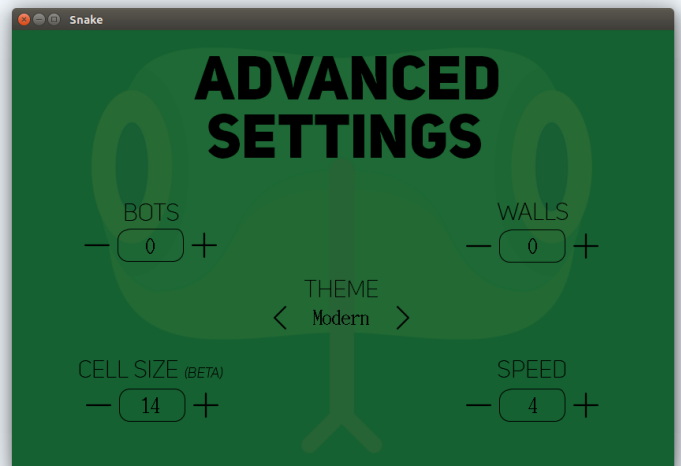 Snake
ADVANCED
SETTINGS
BOTS
0
WALLS
0
THEME
Modern
CELL SIZE (BETA)
14
SPEED
4